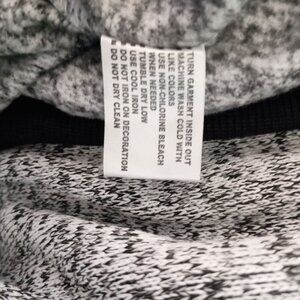 TURN GARMENT INSIDE OUT
MACHINE WASH COLD WITH
LIKE COLORS
USE NON-CHLORINE BLEACH
WHEN NEEDED
TUMBLE DRY LOW
USE COOL IRON
DO NOT IRON ON DECORATION
DO NOT DRY CLEAN